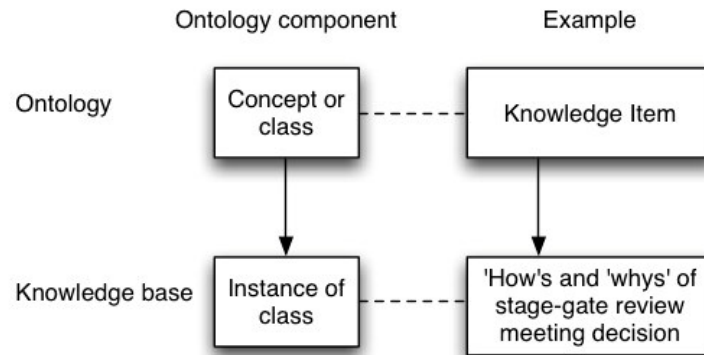 Ontology component
Example
Ontology
Concept or
class
Knowledge Item
Knowledge base
Instance of
class
'How's and 'whys' of
stage-gate review
meeting decision